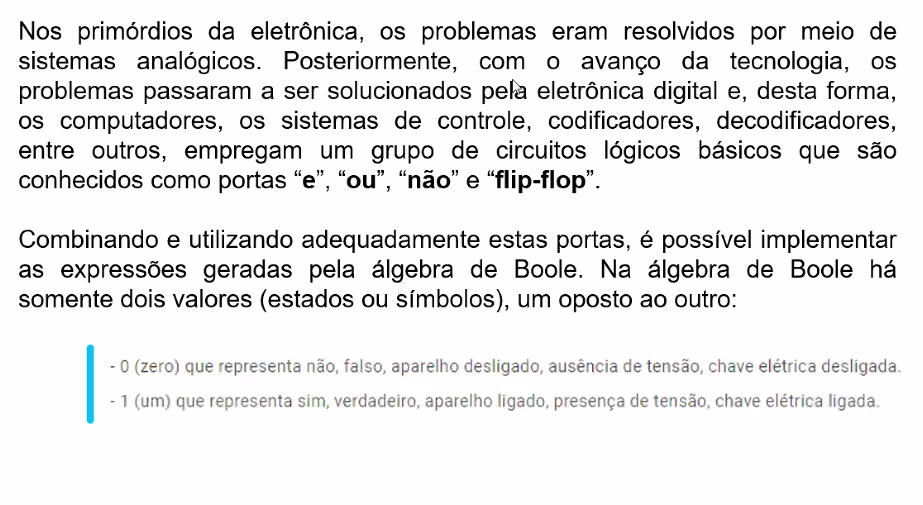 Nos primórdios da eletrônica, os problemas eram resolvidos por meio de
sistemas analógicos. Posteriormente, com o avanço da tecnologia, os
problemas passaram a ser solucionados pela eletrônica digital e, desta forma,
os computadores, os sistemas de controle, codificadores, decodificadores,
entre outros, empregam um grupo de circuitos lógicos básicos que são
conhecidos como portas “e”, “ou”, “não” e “flip-flop”.
Combinando e utilizando adequadamente estas portas, é possível implementar
as expressões geradas pela álgebra de Boole. Na álgebra de Boole há
somente dois valores (estados ou símbolos), um oposto ao outro:
- 0 (zero) que representa não, falso, aparelho desligado, ausência de tensão, chave elétrica desligada.
- 1 (um) que representa sim, verdadeiro, aparelho ligado, presença de tensão, chave elétrica ligada.